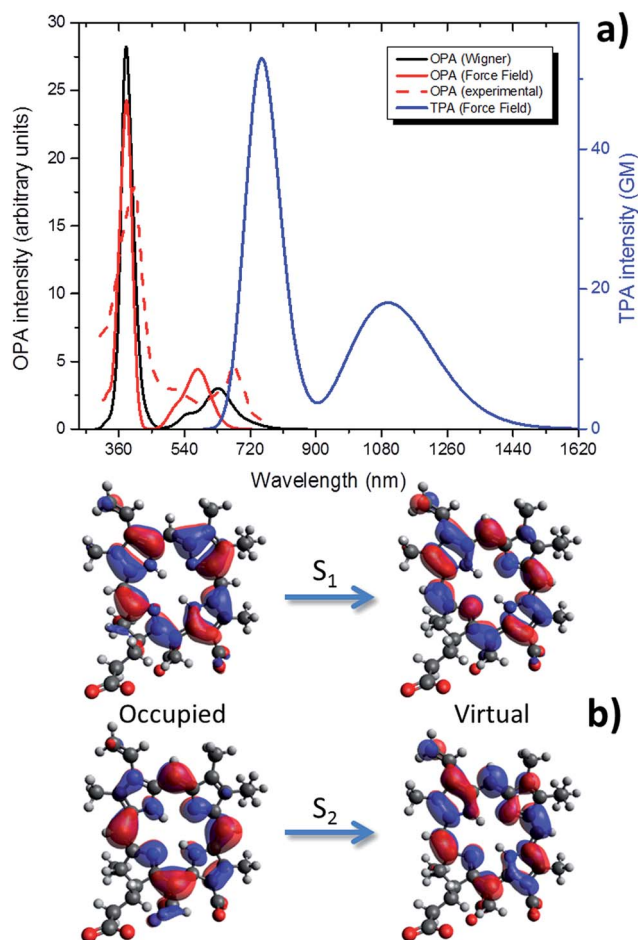 a)
OPA (Wigner)
OPA (Force Field)
OPA (experimental)
TPA (Force Field)
OPA intensity (arbitrary units)
30
25
20
15
10
5
0
TPA intensity (GM)
40
20
0
360 540 720 900 1080 1260 1440 1620
Wavelength (nm)
S1
Occupied Virtual b)
S2